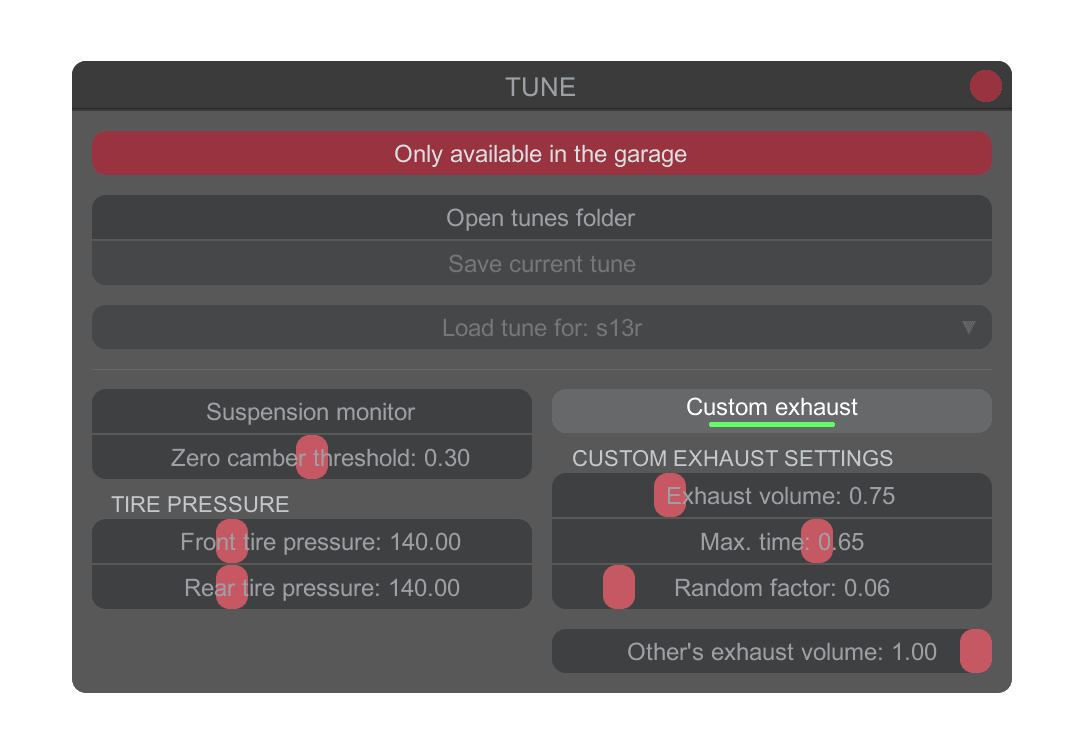 TUNE
Only available in the garage
Open tunes folder
Save current tune
Load tune for: s13r
Suspension monitor
Zero camber threshold: 0.30
TIRE PRESSURE
Front tire pressure: 140.00
Rear tire pressure: 140.00
Custom exhaust
CUSTOM EXHAUST SETTINGS
Exhaust volume: 0.75
Max. time: 0.65
Random factor: 0.06
Other's exhaust volume: 1.00